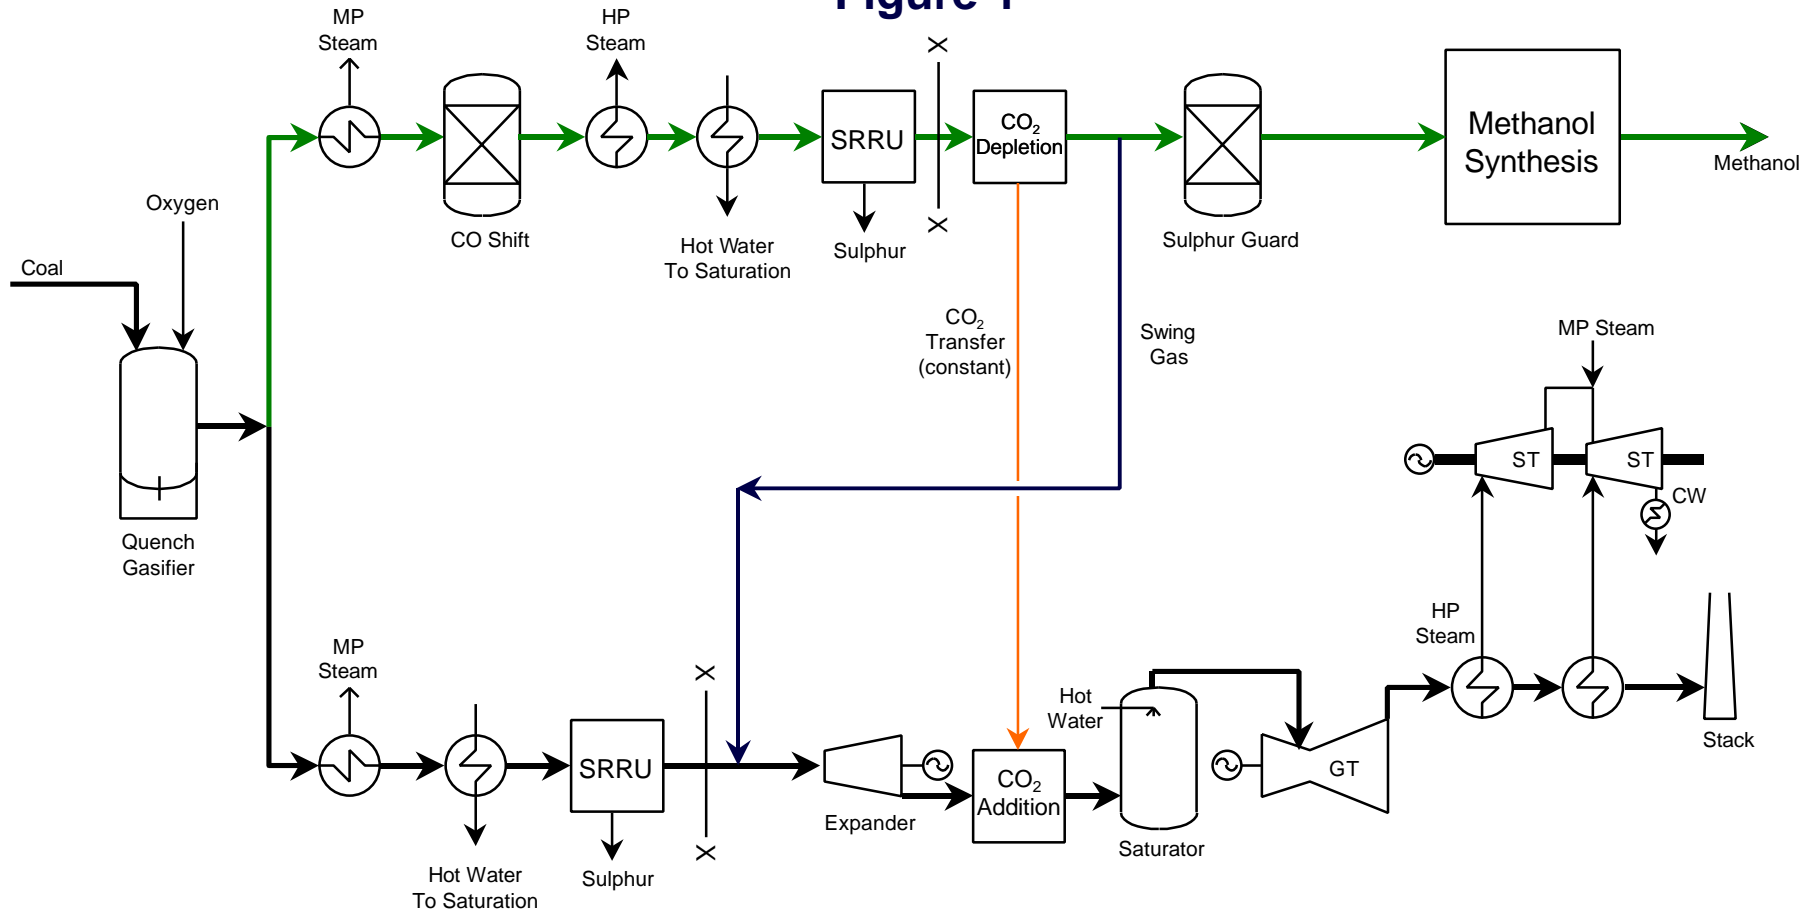 Figure 1
MP
Steam
HP
Steam
X
CO2
Depletion
SRRU
Methanol
Synthesis
Methanol
Oxygen
CO Shift
Hot Water
To Saturation
Sulphur
X
Sulphur Guard
Coal
CO2
Transfer
(constant)
Swing
Gas
MP Steam
ST
ST
CW
Quench
Gasifier
HP
Steam
MP
Steam
X
Hot
Water
SRRU
CO2
Addition
GT
Stack
Expander
Saturator
X
Hot Water
To Saturation
Sulphur